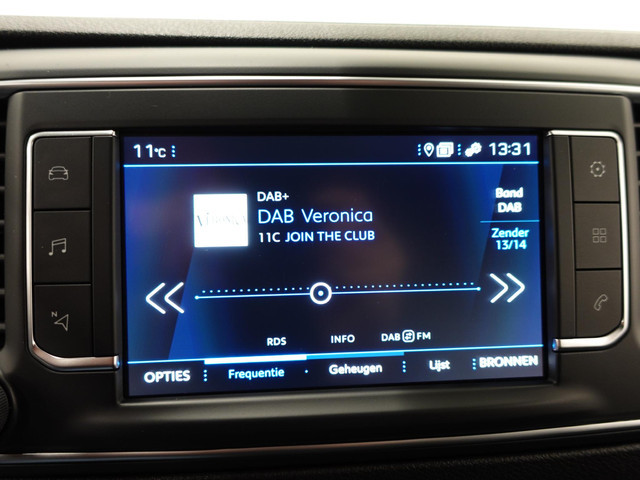 11°C
13:31
DAB+
VERONICA
DAB Veronica
11C JOIN THE CLUB
Band
DAB
Zender
13/14
N
RDS
INFO
DAB FM
OPTIES
Frequentie
Geheugen
Lijst
BRONNEN